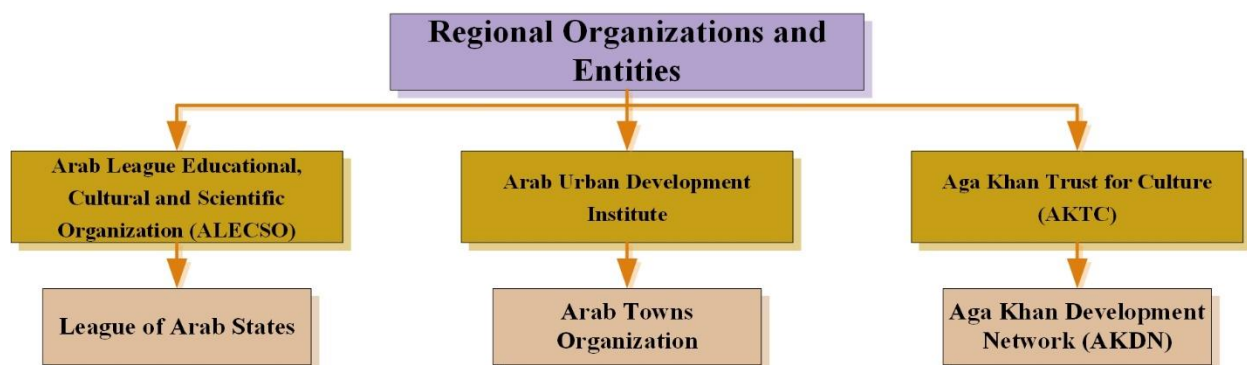 Regional Organizations and
Entities
Arab League Educational,
Cultural and Scientific
Organization (ALECSO)
Arab Urban Development
Institute
Aga Khan Trust for Culture
(AKTC)
League of Arab States
Arab Towns
Organization
Aga Khan Development
Network (AKDN)